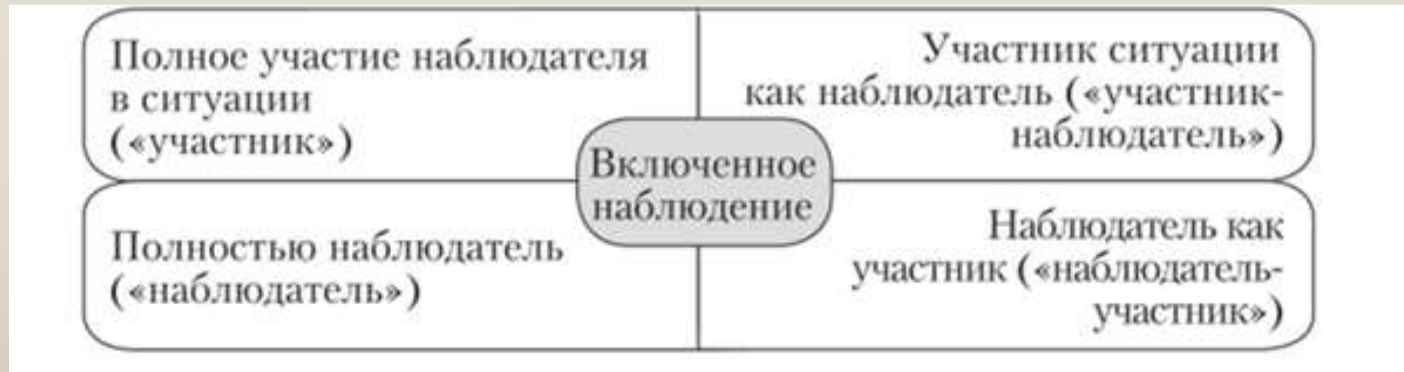 Полное участие наблюдателя
в ситуации
(«участник»)
Участник ситуации
как наблюдатель («участник-
наблюдатель»)
Включенное
наблюдение
Полностью наблюдатель
(«наблюдатель»)
Наблюдатель как
участник («наблюдатель-
участник»)